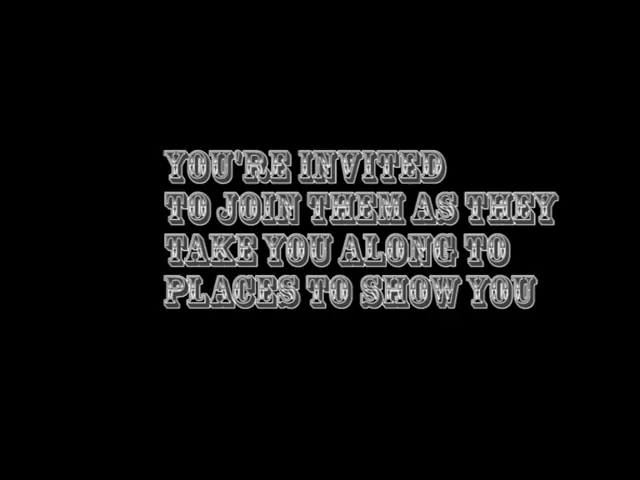 YOU'RE INVITED
TO JOIN THEM AS THEY
TAKE YOU ALONG TO
PLACES TO SHOW YOU